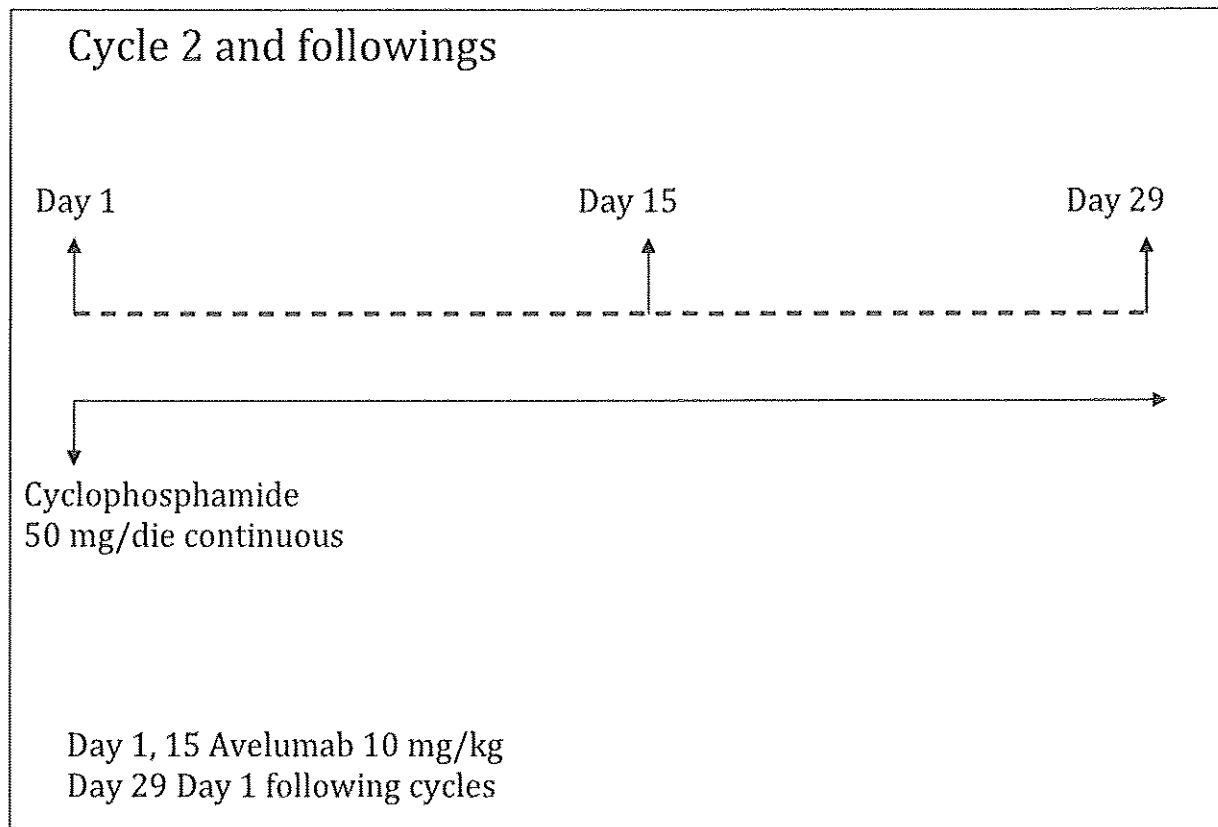 Cycle 2 and followings
Day 1 Day 15 Day 29
Cyclophosphamide
50 mg/die continuous
Day 1, 15 Avelumab 10 mg/kg
Day 29 Day 1 following cycles